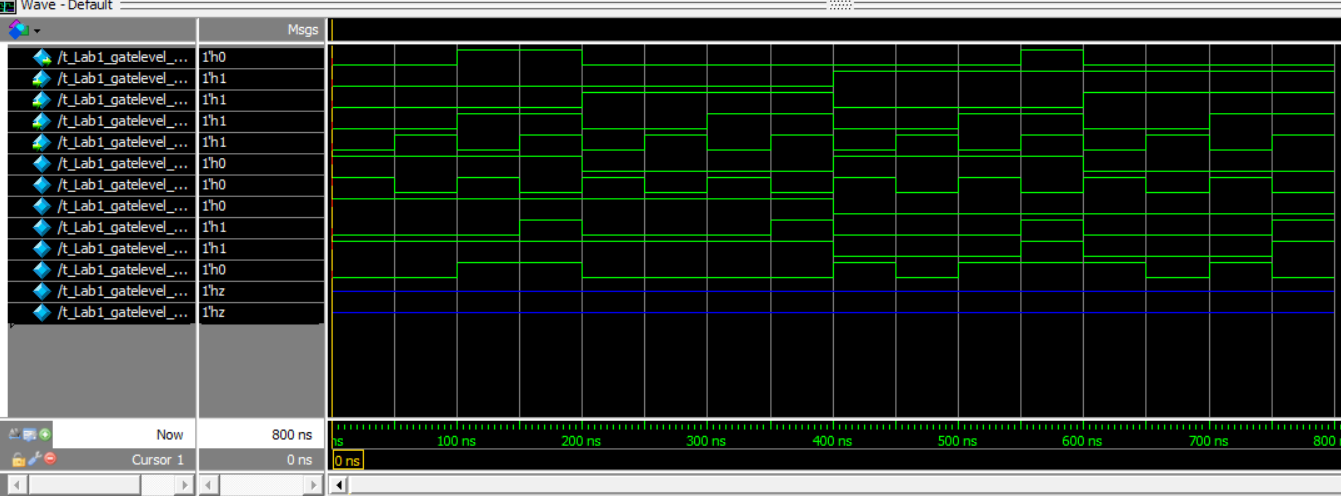 Wave - Default
Msgs
/t_Lab1_gatelevel_... 1'h0
/t_Lab1_gatelevel_... 1'h1
/t_Lab1_gatelevel_... 1'h1
/t_Lab1_gatelevel_... 1'h1
/t_Lab1_gatelevel_... 1'h1
/t_Lab1_gatelevel_... 1'h0
/t_Lab1_gatelevel_... 1'h0
/t_Lab1_gatelevel_... 1'h0
/t_Lab1_gatelevel_... 1'h1
/t_Lab1_gatelevel_... 1'h1
/t_Lab1_gatelevel_... 1'h0
/t_Lab1_gatelevel_... 1'hz
/t_Lab1_gatelevel_... 1'hz
Now 800 ns ns 100 ns 200 ns 300 ns 400 ns 500 ns 600 ns 700 ns 800
Cursor 1 0 ns 0 ns